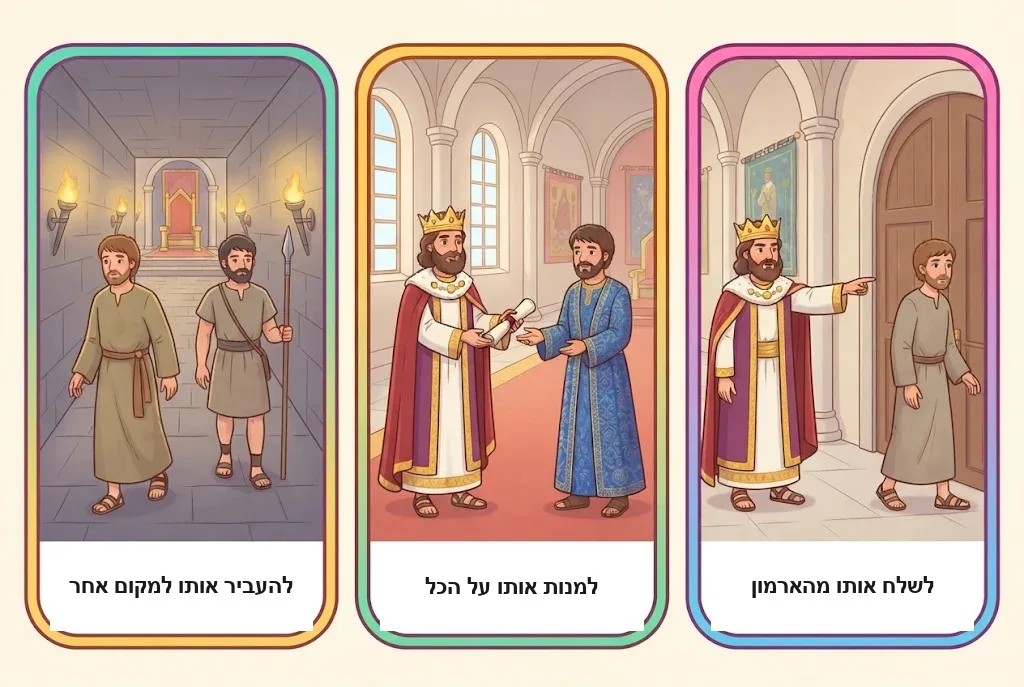 לשלח אותו מהארמון
למנות אותו על הכל
להעביר אותו למקום אחר